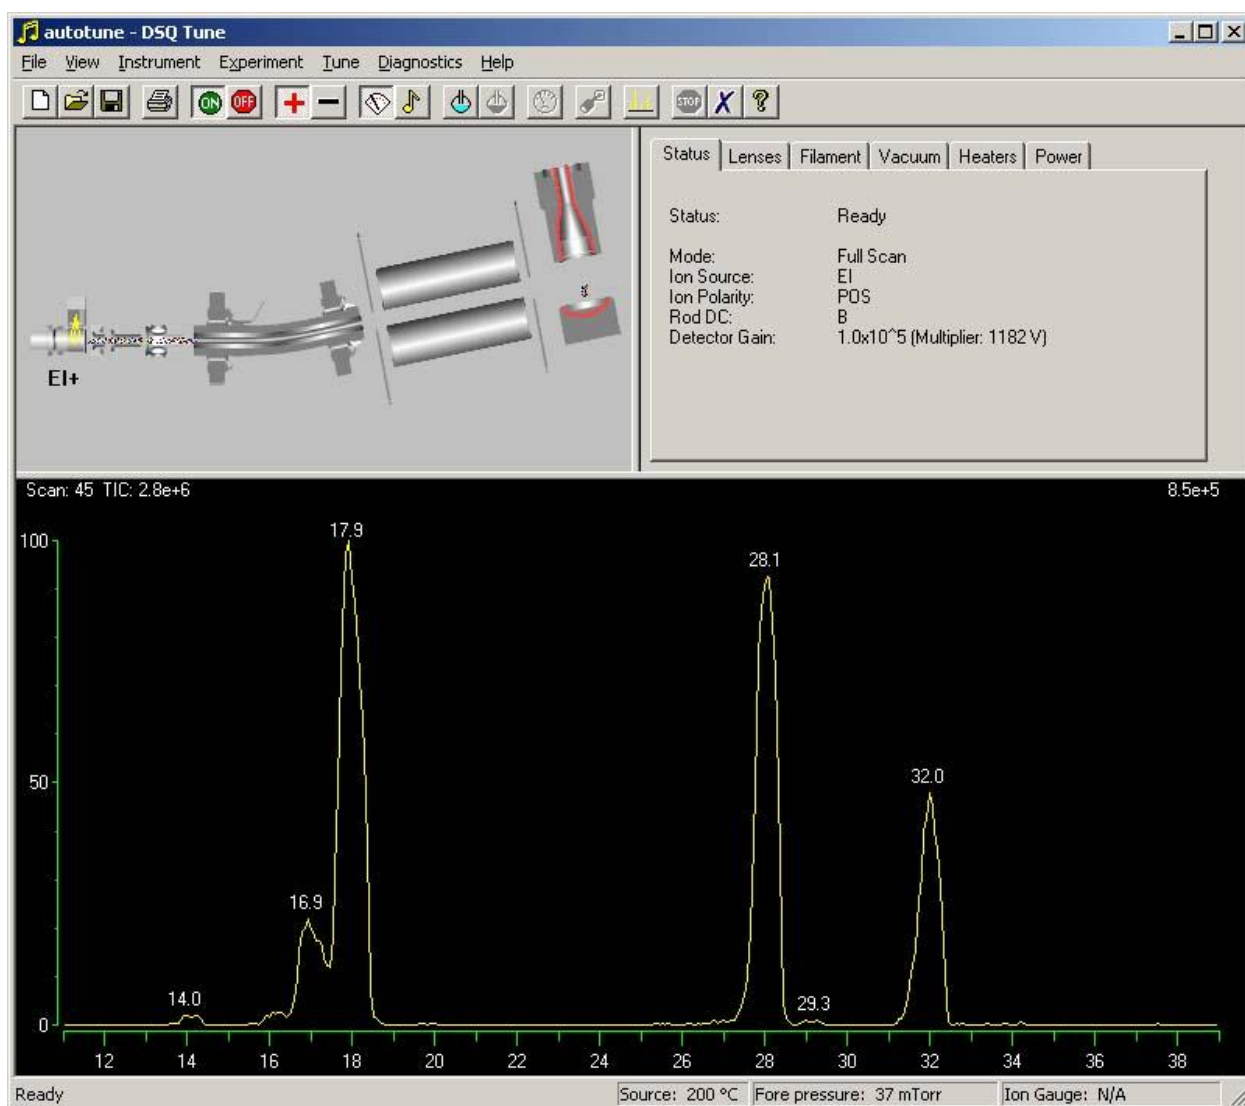 autotune - DSQ Tune
File View Instrument Experiment Tune Diagnostics Help
ON OFF STOP X ?
EI+
Status Lenses Filament Vacuum Heaters Power
Status: Ready
Mode: Full Scan
Ion Source: EI
Ion Polarity: POS
Rod DC: B
Detector Gain: 1.0x10^5 (Multiplier: 1182 V)
Scan: 45 TIC: 2.8e+6 8.5e+5
17.9
100
28.1
50
32.0
16.9
14.0
29.3
0
12 14 16 18 20 22 24 26 28 30 32 34 36 38
Ready Source: 200 °C Fore pressure: 37 mTorr Ion Gauge: N/A